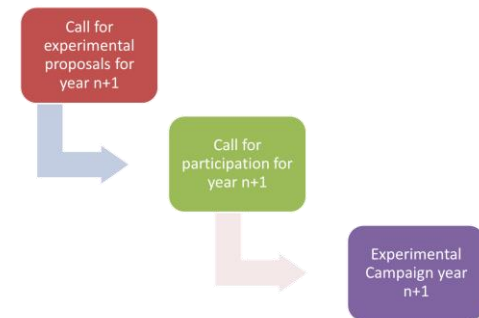 Call for
experimental
proposals for
year n+1
Call for
participation for
year n+1
Experimental
Campaign year
n+1